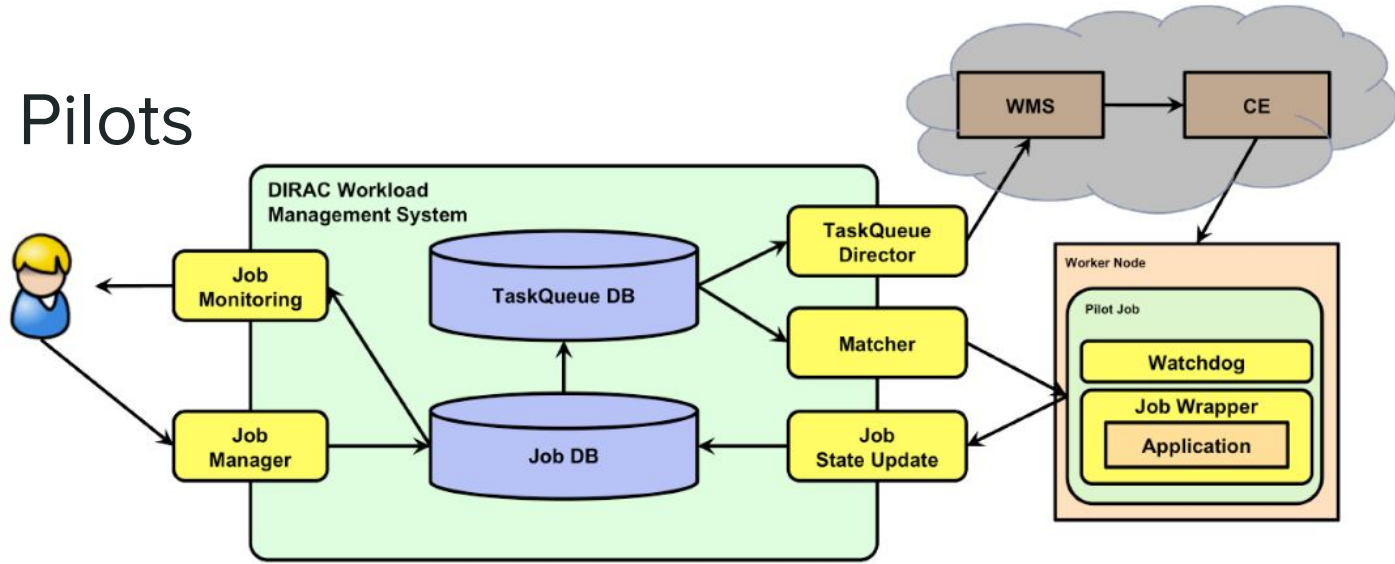 Pilots
WMS
CE
DIRAC Workload
Management System
TaskQueue
Director
Worker Node
Job
Monitoring
TaskQueue DB
Pilot Job
Matcher
Watchdog
Job Wrapper
Application
Job
Manager
Job DB
Job
State Update